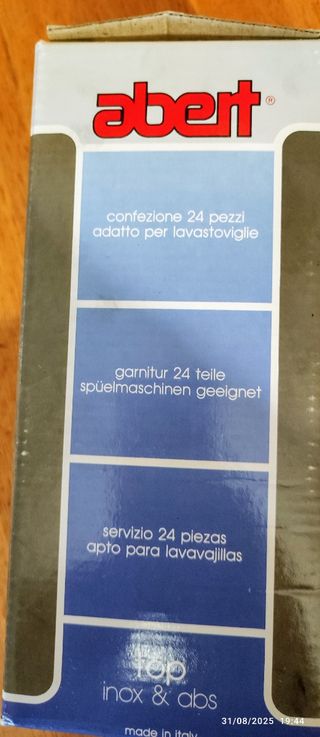 abert®
confezione 24 pezzi
adatto per lavastoviglie
garnitur 24 teile
spüelmaschinen geeignet
servizio 24 piezas
apto para lavavajillas
top
inox & abs
made in italy
31/08/2025 19:44